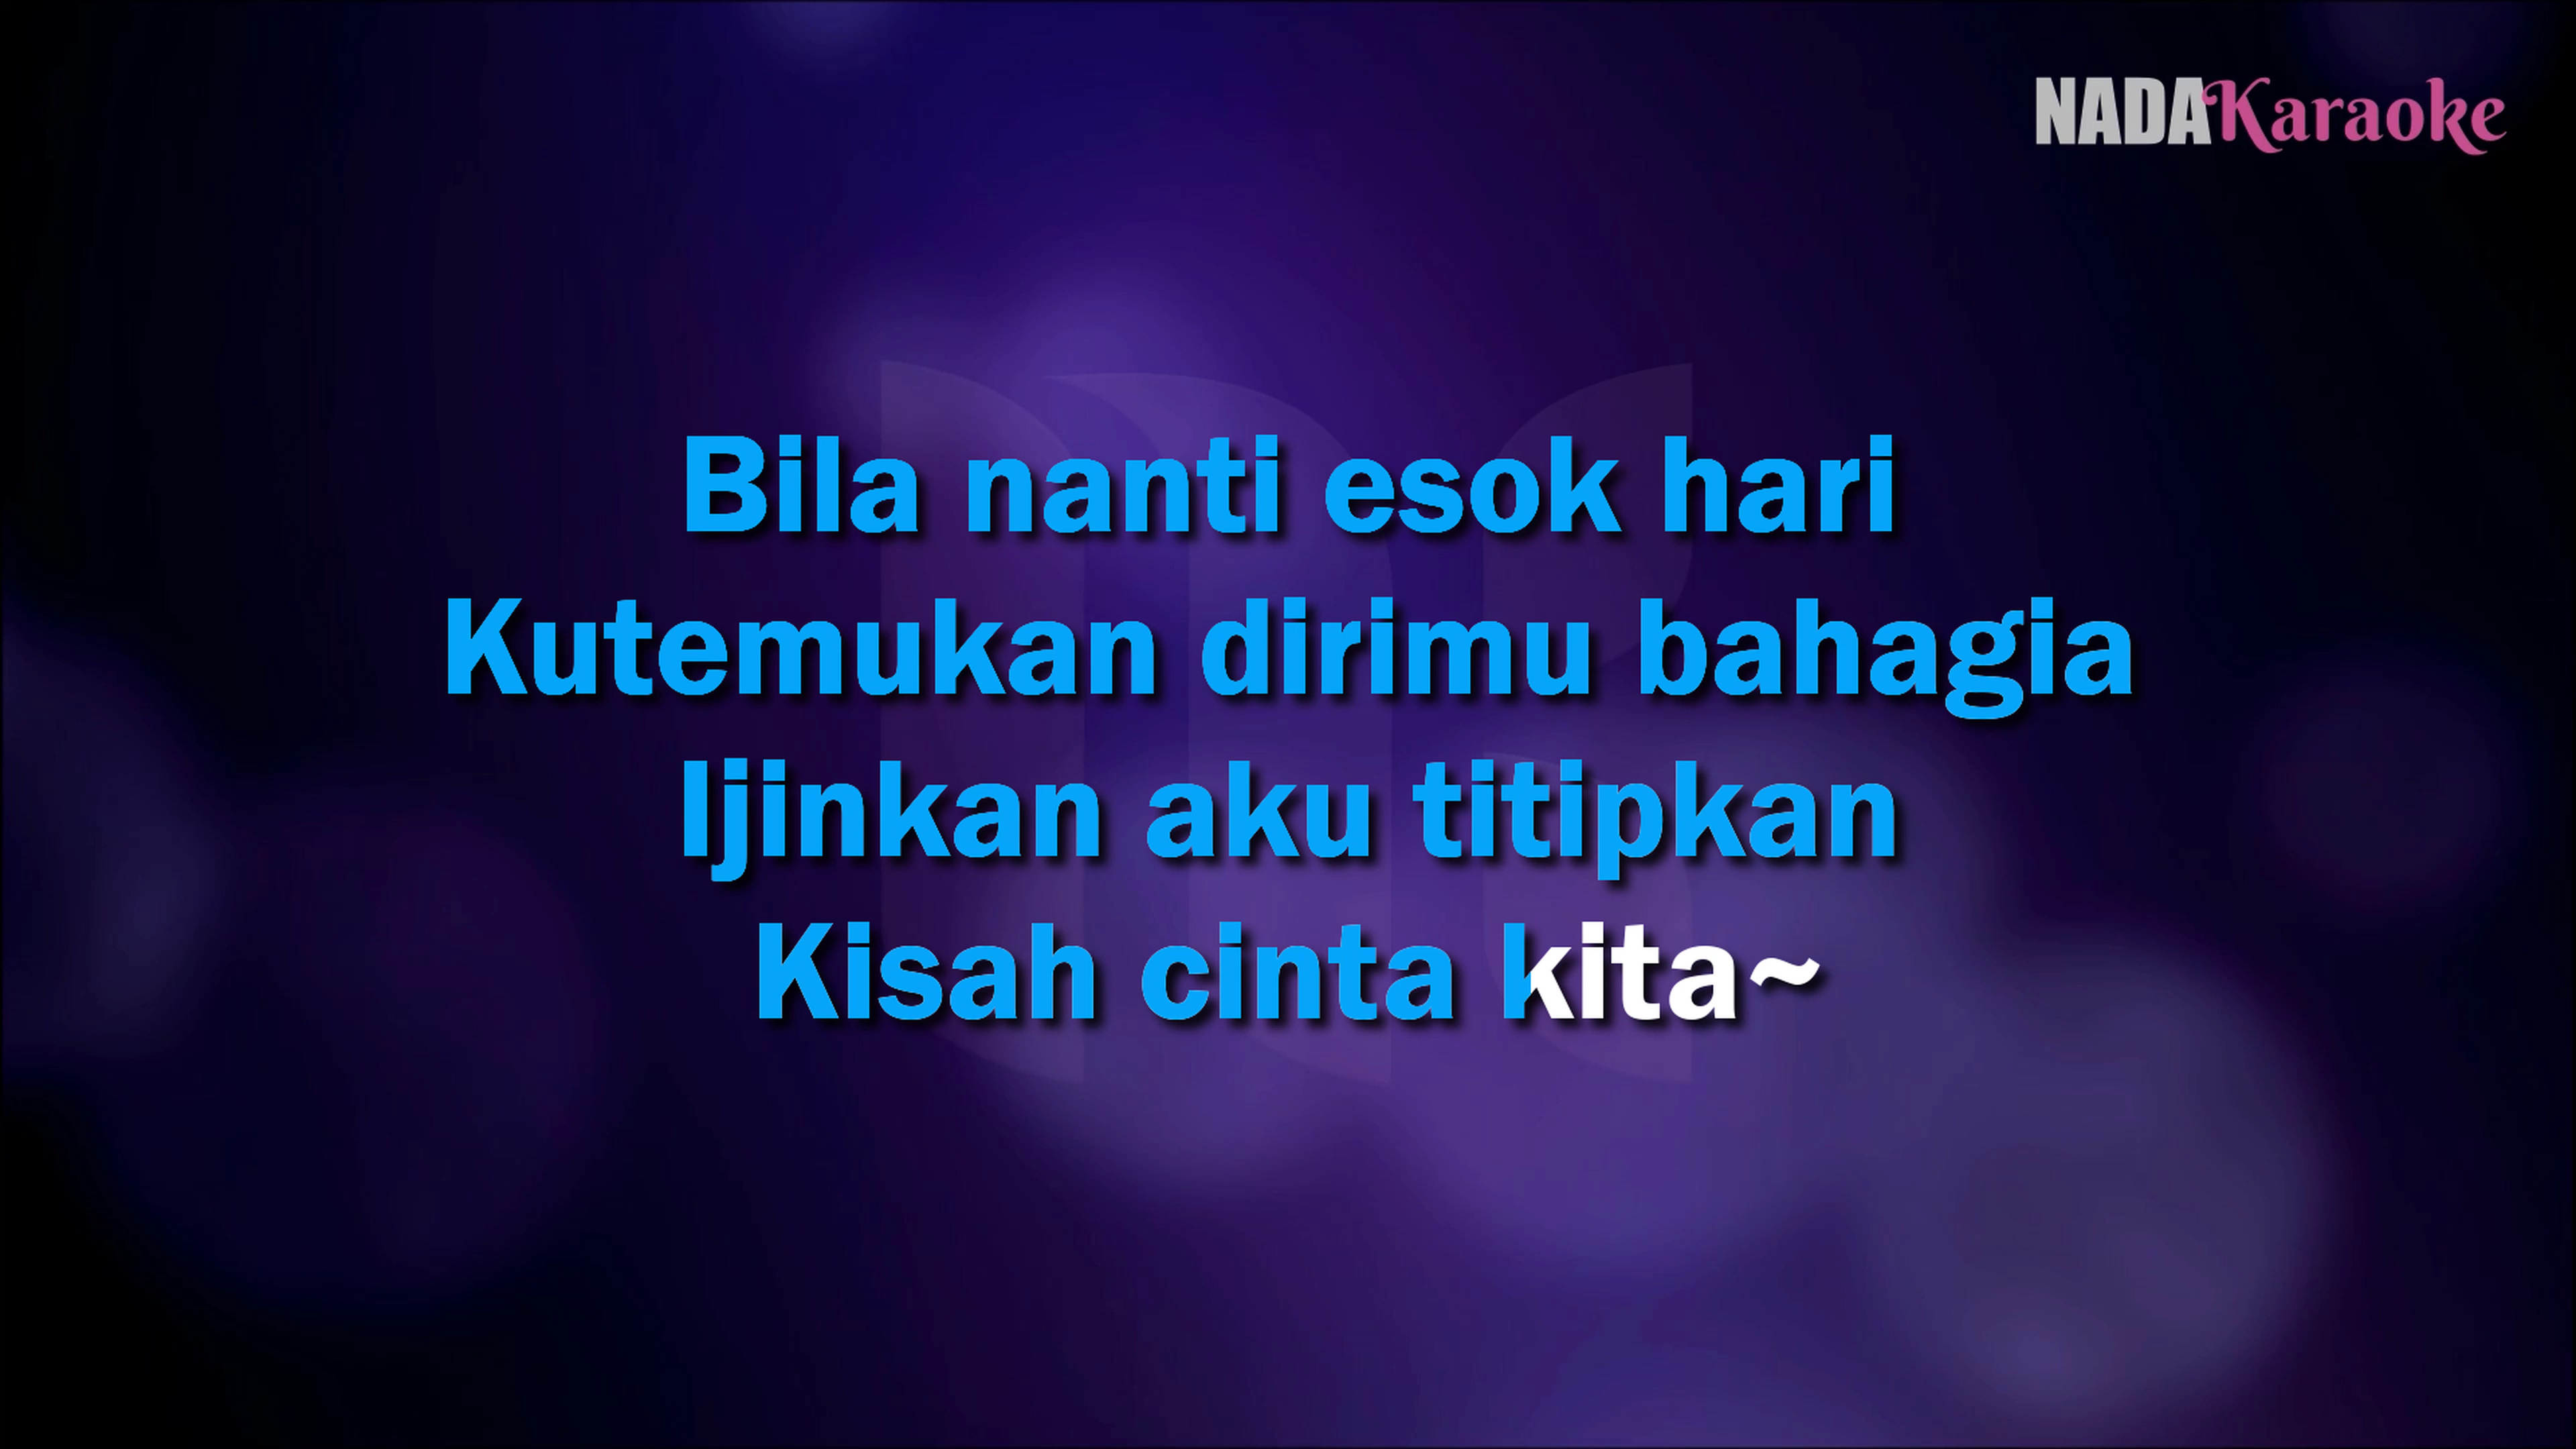 NADAKaraoke
Bila nanti esok hari
Kutemukan dirimu bahagia
Ijinkan aku titipkan
Kisah cinta kita~